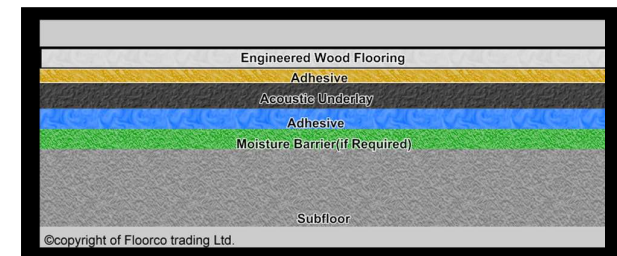 Engineered Wood Flooring
Adhesive
Acoustic Underlay
Adhesive
Moisture Barrier(if Required)
Subfloor
©copyright of Floorco trading Ltd.